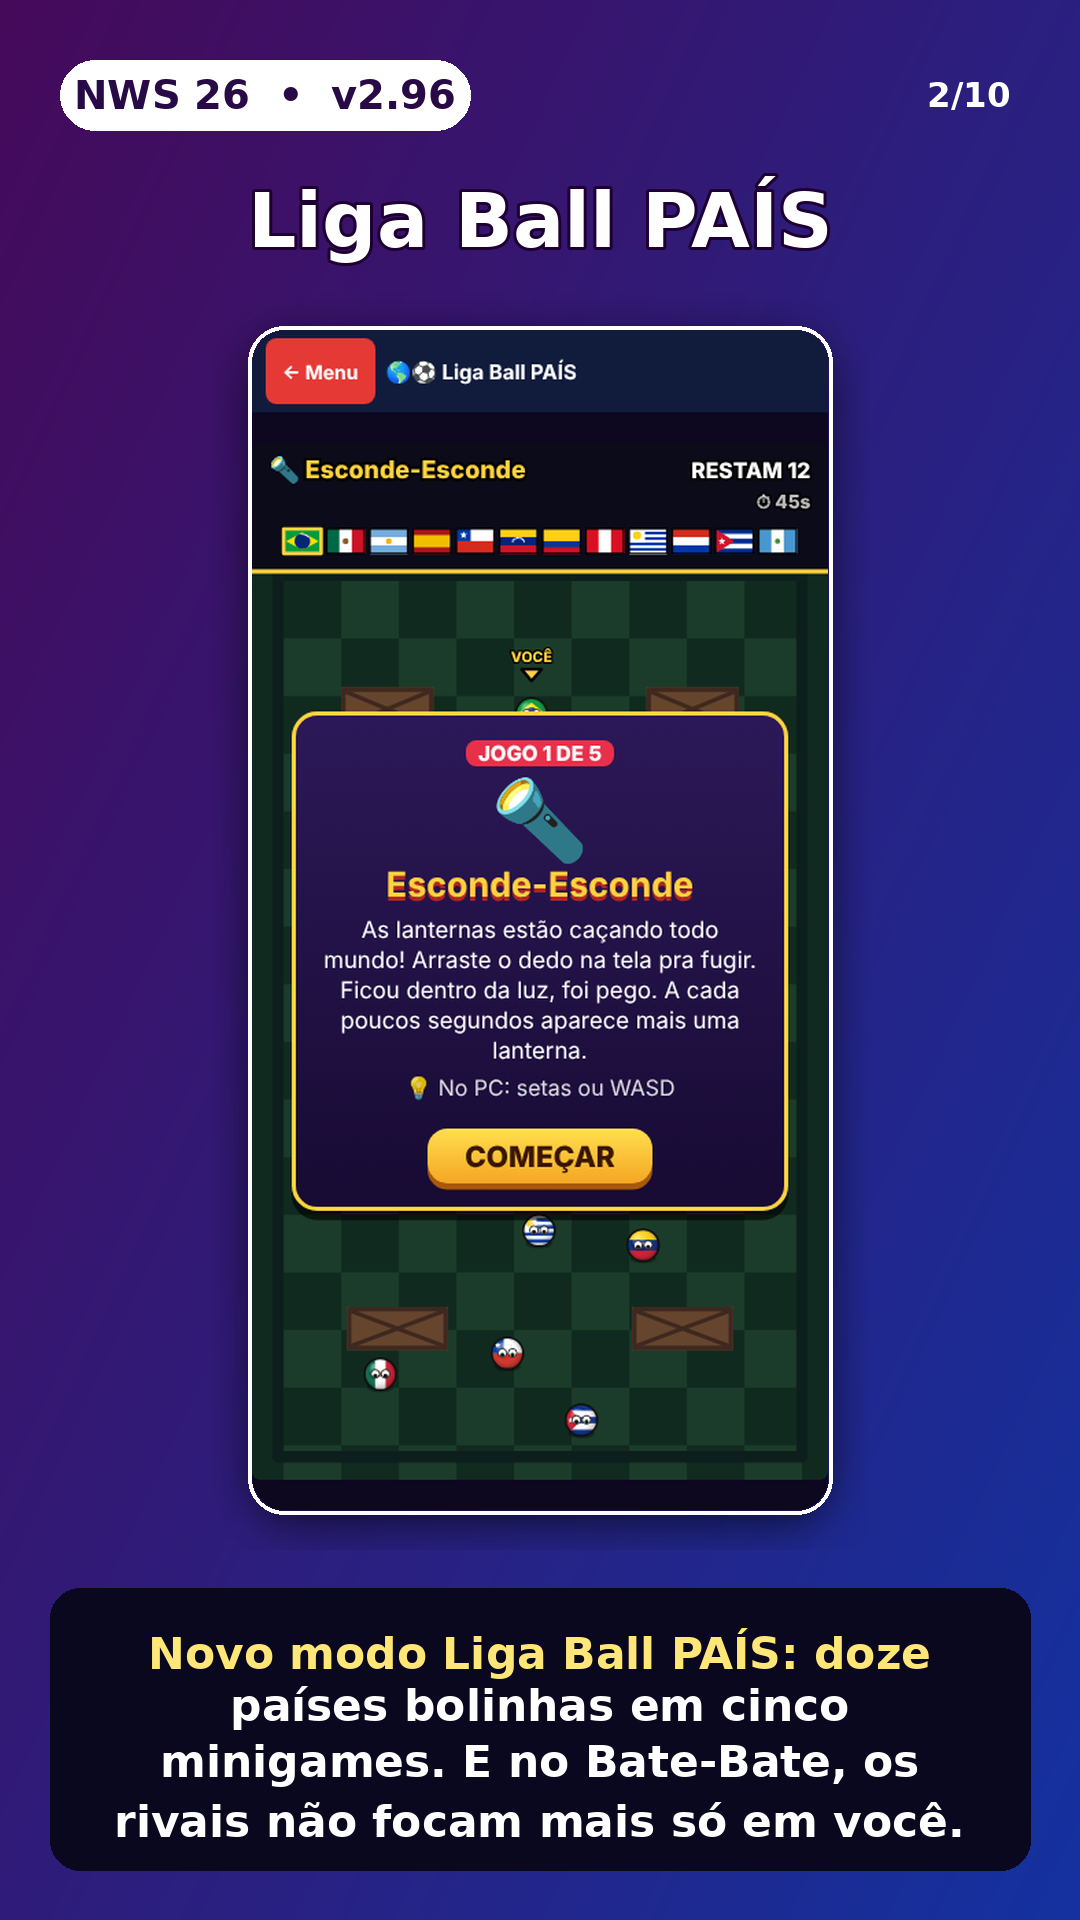 NWS 26 • v2.96
2/10
Liga Ball PAÍS
← Menu
🌎⚽ Liga Ball PAÍS
🔦 Esconde-Esconde
RESTAM 12
⏱ 45s
VOCÊ
JOGO 1 DE 5
Esconde-Esconde
As lanternas estão caçando todo
mundo! Arraste o dedo na tela pra fugir.
Ficou dentro da luz, foi pego. A cada
poucos segundos aparece mais uma
lanterna.
💡 No PC: setas ou WASD
COMEÇAR
Novo modo Liga Ball PAÍS: doze
países bolinhas em cinco
minigames. E no Bate-Bate, os
rivais não focam mais só em você.